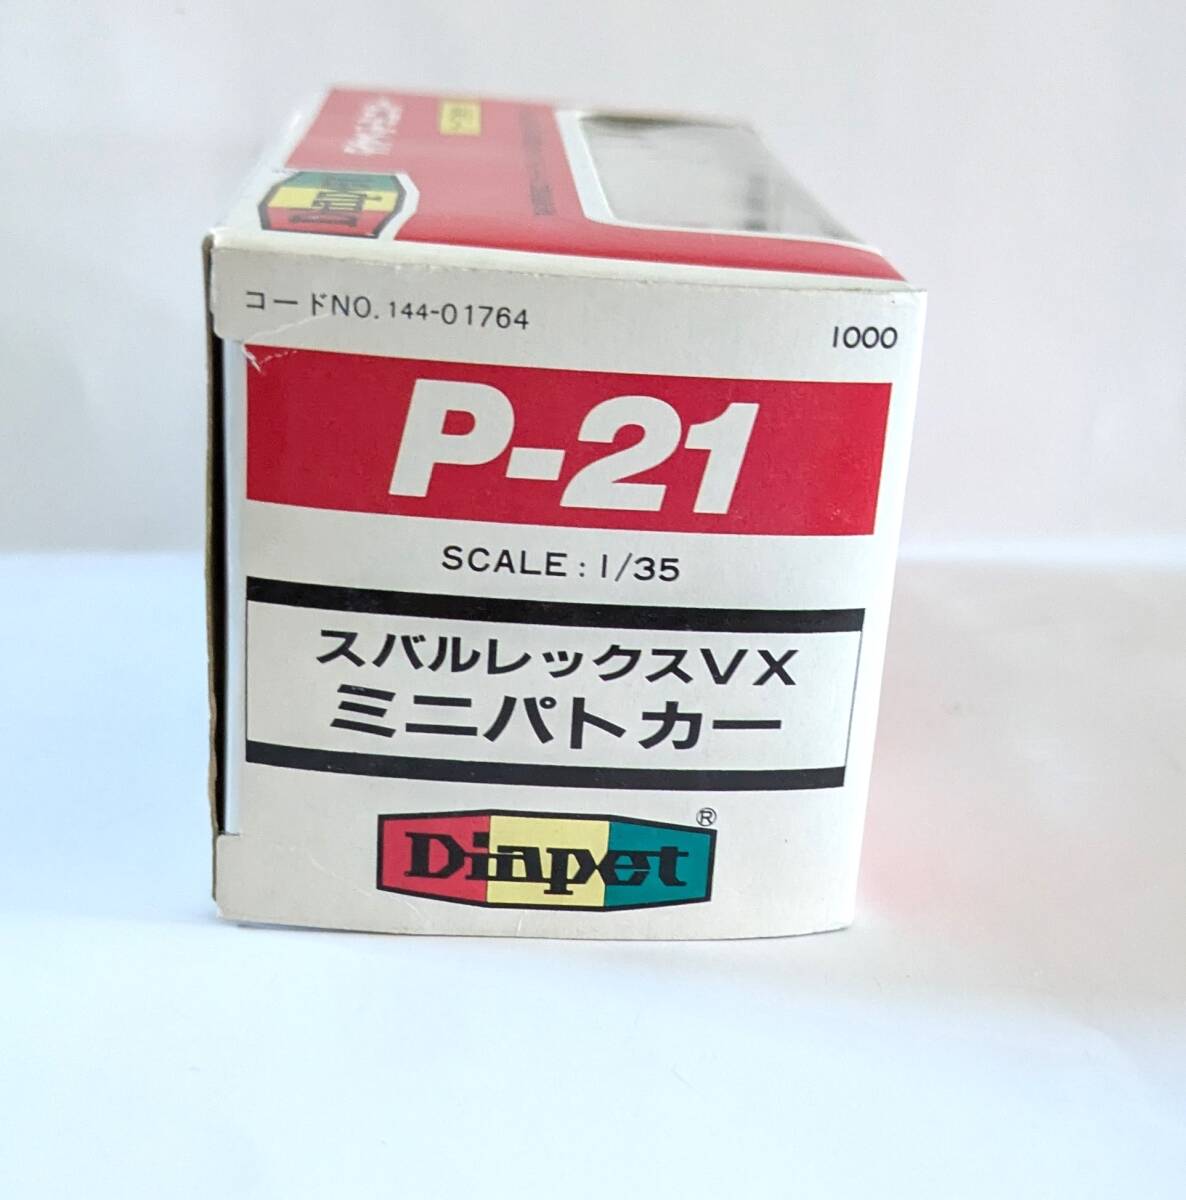 Diapet
コードNO. 144-01764
1000
P-21
SCALE : 1/35
スバルレックスVX
ミニパトカー
Diapet®